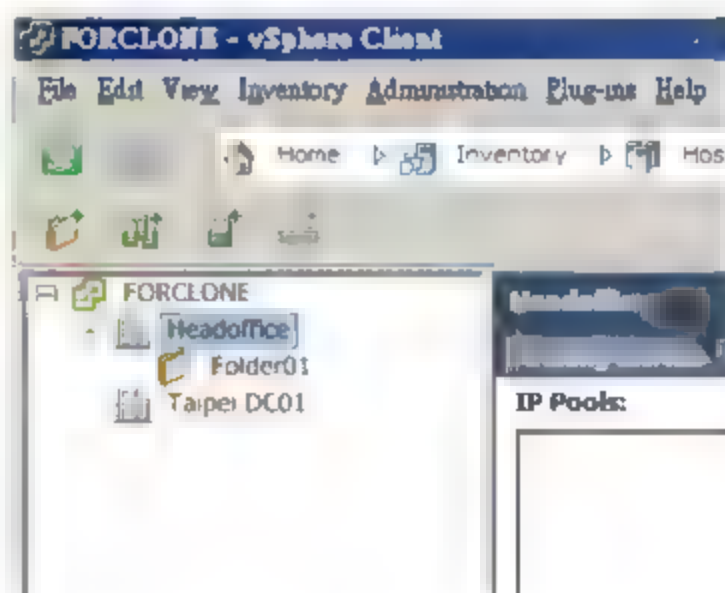 FORCLONE - vSphere Client
File Edit View Inventory Administration Plug-ins Help
Home Inventory Hos
FORCLONE
Headoffice
Folder01
Taipei DC01
IP Pools: